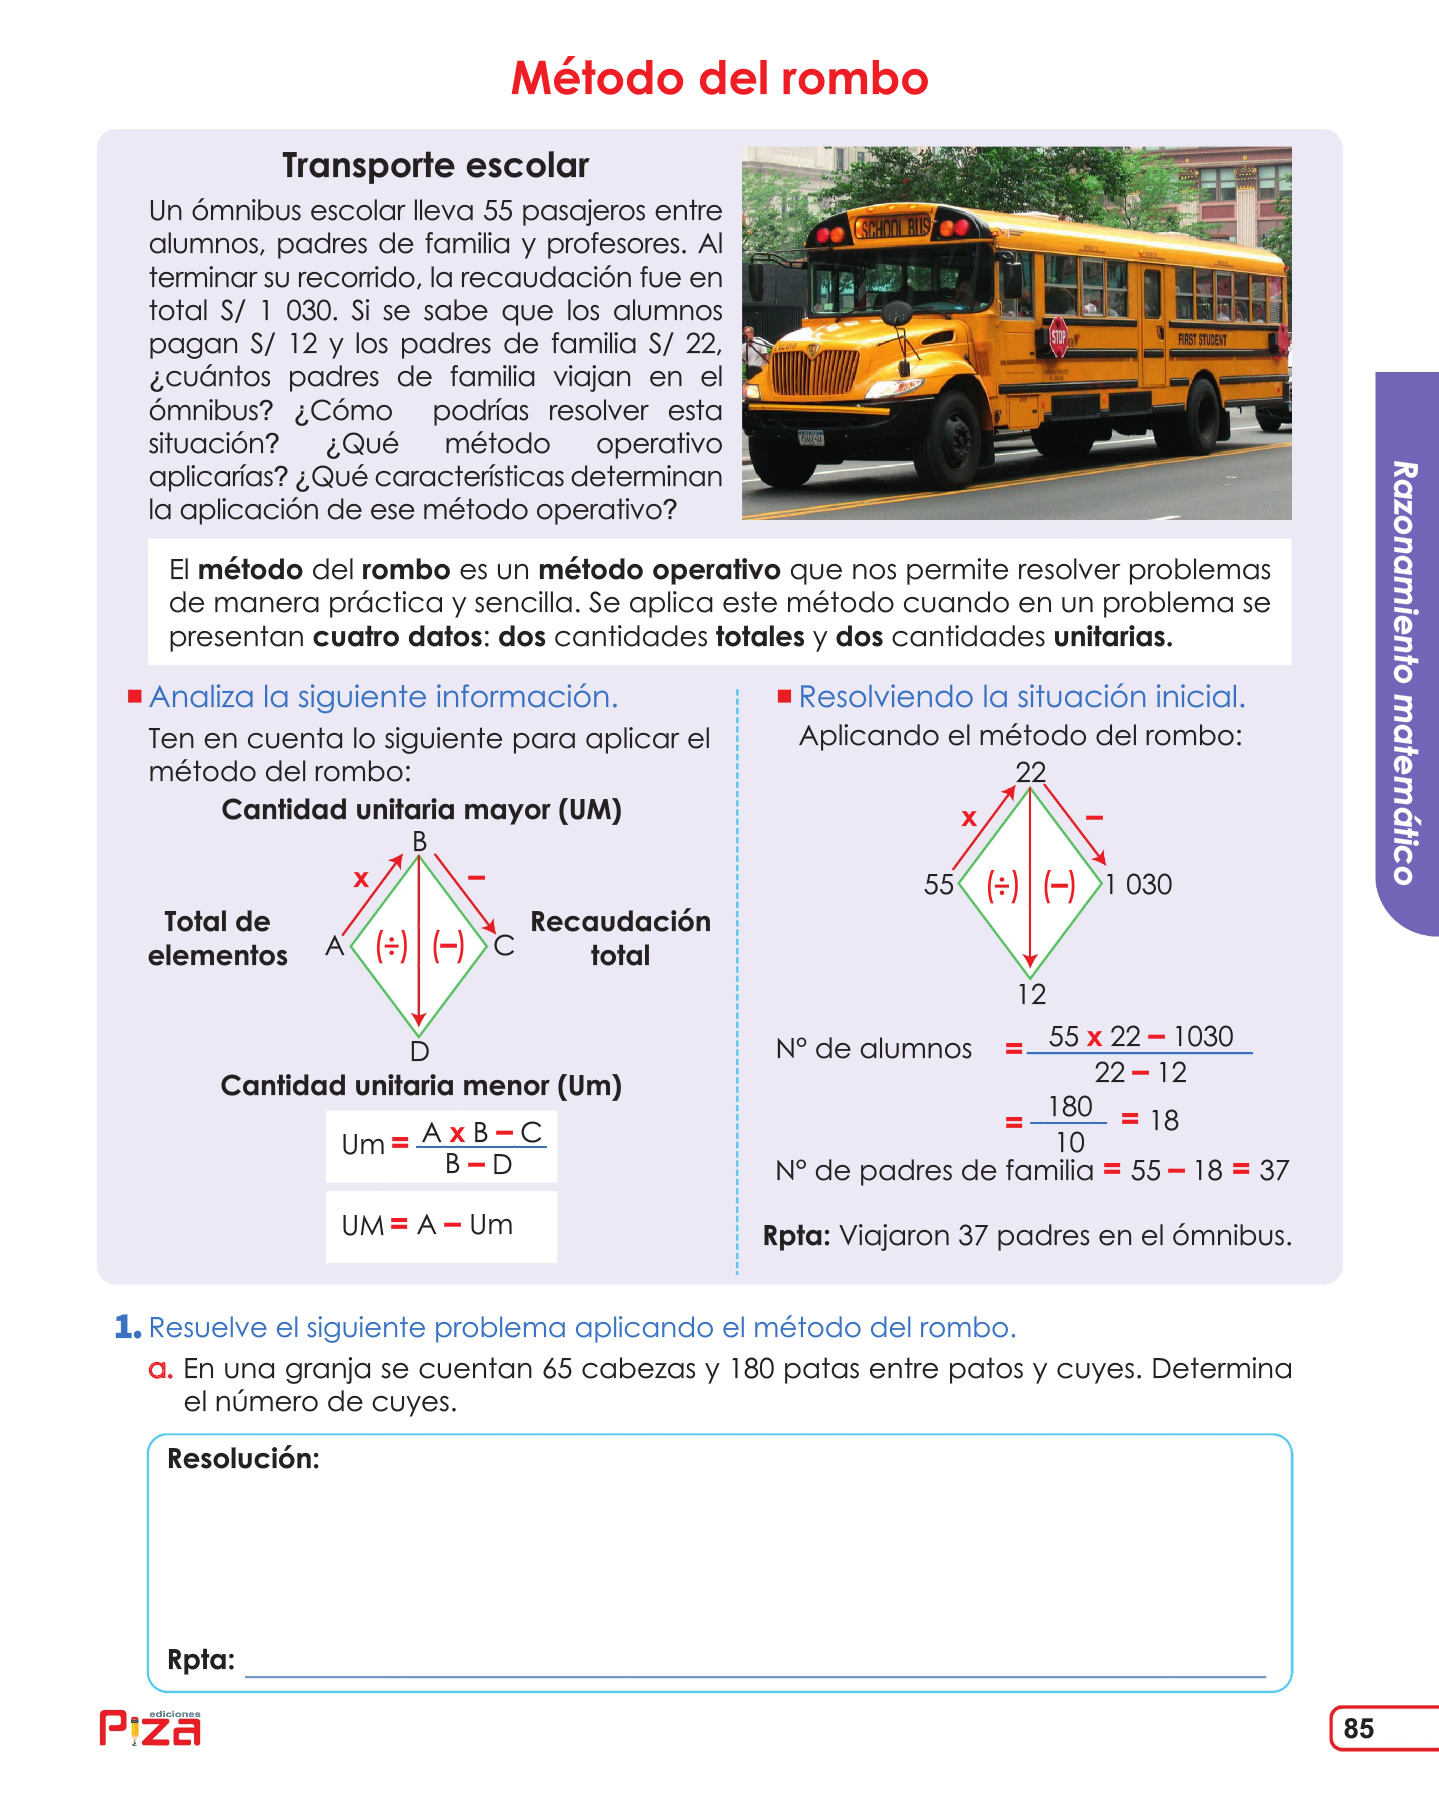 Método del rombo
Transporte escolar
Un ómnibus escolar lleva 55 pasajeros entre
alumnos, padres de familia y profesores. Al
terminar su recorrido, la recaudación fue en
total S/ 1 030. Si se sabe que los alumnos
pagan S/ 12 y los padres de familia S/ 22,
¿cuántos padres de familia viajan en el
ómnibus? ¿Cómo podrías resolver esta
situación? ¿Qué método operativo
aplicarías? ¿Qué características determinan
la aplicación de ese método operativo?
SCHOOL BUS
STOP
FIRST STUDENT
El método del rombo es un método operativo que nos permite resolver problemas
de manera práctica y sencilla. Se aplica este método cuando en un problema se
presentan cuatro datos: dos cantidades totales y dos cantidades unitarias.
Analiza la siguiente información.
Ten en cuenta lo siguiente para aplicar el
método del rombo:
Cantidad unitaria mayor (UM)
B
x –
Total de
elementos
A (÷) (–) C
Recaudación
total
D
Cantidad unitaria menor (Um)
Um = A x B – C
B – D
UM = A – Um
Resolviendo la situación inicial.
Aplicando el método del rombo:
22
x –
55 (÷) (–) 1 030
12
N° de alumnos = 55 x 22 – 1030
22 – 12
= 180 = 18
10
N° de padres de familia = 55 – 18 = 37
Rpta: Viajaron 37 padres en el ómnibus.
Razonamiento matemático
1. Resuelve el siguiente problema aplicando el método del rombo.
a. En una granja se cuentan 65 cabezas y 180 patas entre patos y cuyes. Determina
el número de cuyes.
Resolución:
Rpta:
ediciones
Piza
85